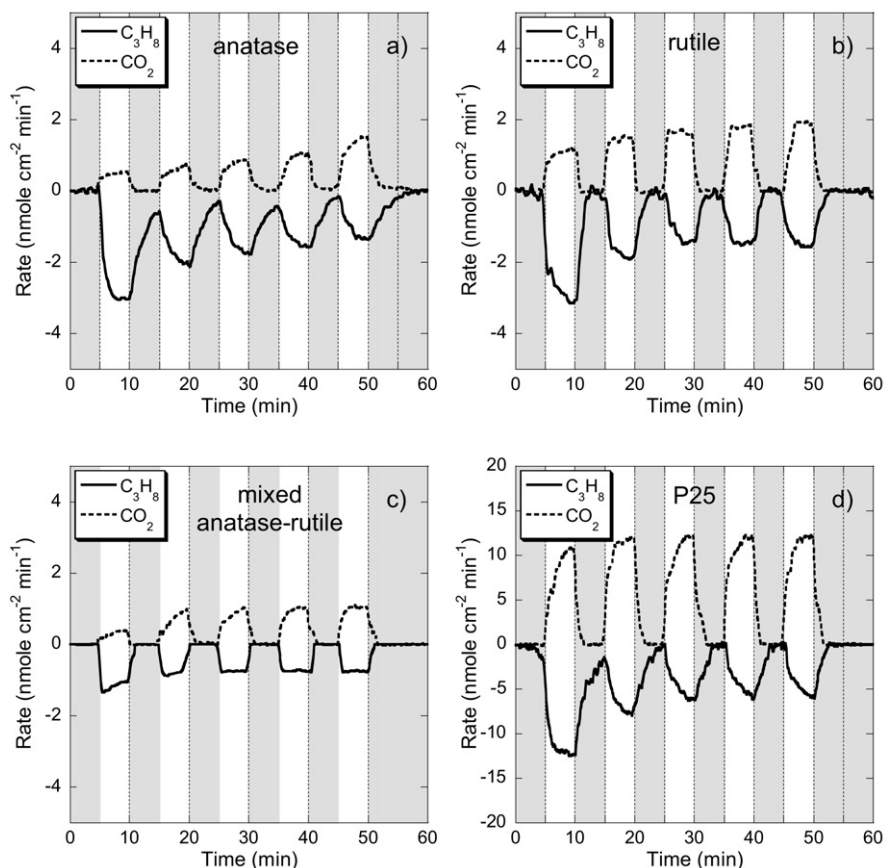 C₃H₈
CO₂
anatase
a)
4
2
0
-2
-4
Rate (nmole cm⁻² min⁻¹)
0 10 20 30 40 50 60
Time (min)
C₃H₈
CO₂
rutile
b)
4
2
0
-2
-4
Rate (nmole cm⁻² min⁻¹)
0 10 20 30 40 50 60
Time (min)
C₃H₈
CO₂
mixed
anatase-rutile
c)
4
2
0
-2
-4
Rate (nmole cm⁻² min⁻¹)
0 10 20 30 40 50 60
Time (min)
C₃H₈
CO₂
P25
d)
20
15
10
5
0
-5
-10
-15
-20
Rate (nmole cm⁻² min⁻¹)
0 10 20 30 40 50 60
Time (min)